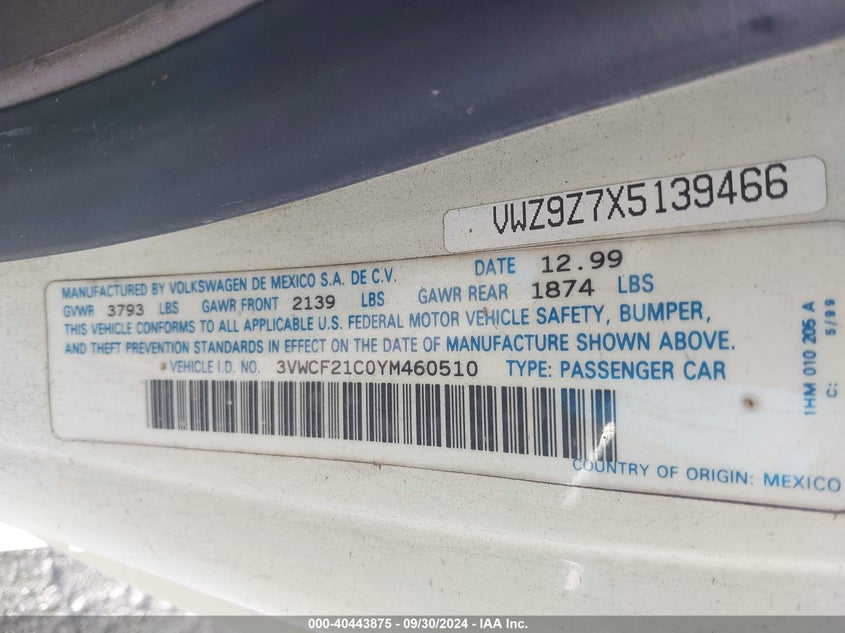 VWZ9Z7X5139466
MANUFACTURED BY VOLKSWAGEN DE MEXICO S.A. DE C.V. DATE 12.99
GVWR 3793 LBS GAWR FRONT 2139 LBS GAWR REAR 1874 LBS
THIS VEHICLE CONFORMS TO ALL APPLICABLE U.S. FEDERAL MOTOR VEHICLE SAFETY, BUMPER,
AND THEFT PREVENTION STANDARDS IN EFFECT ON THE DATE OF MANUFACTURE SHOWN ABOVE.
VEHICLE I.D. NO. 3VWCF21C0YM460510 TYPE: PASSENGER CAR
COUNTRY OF ORIGIN: MEXICO
1HM 010 205 A
C: 5/99
000-40443875 - 09/30/2024 - IAA Inc.